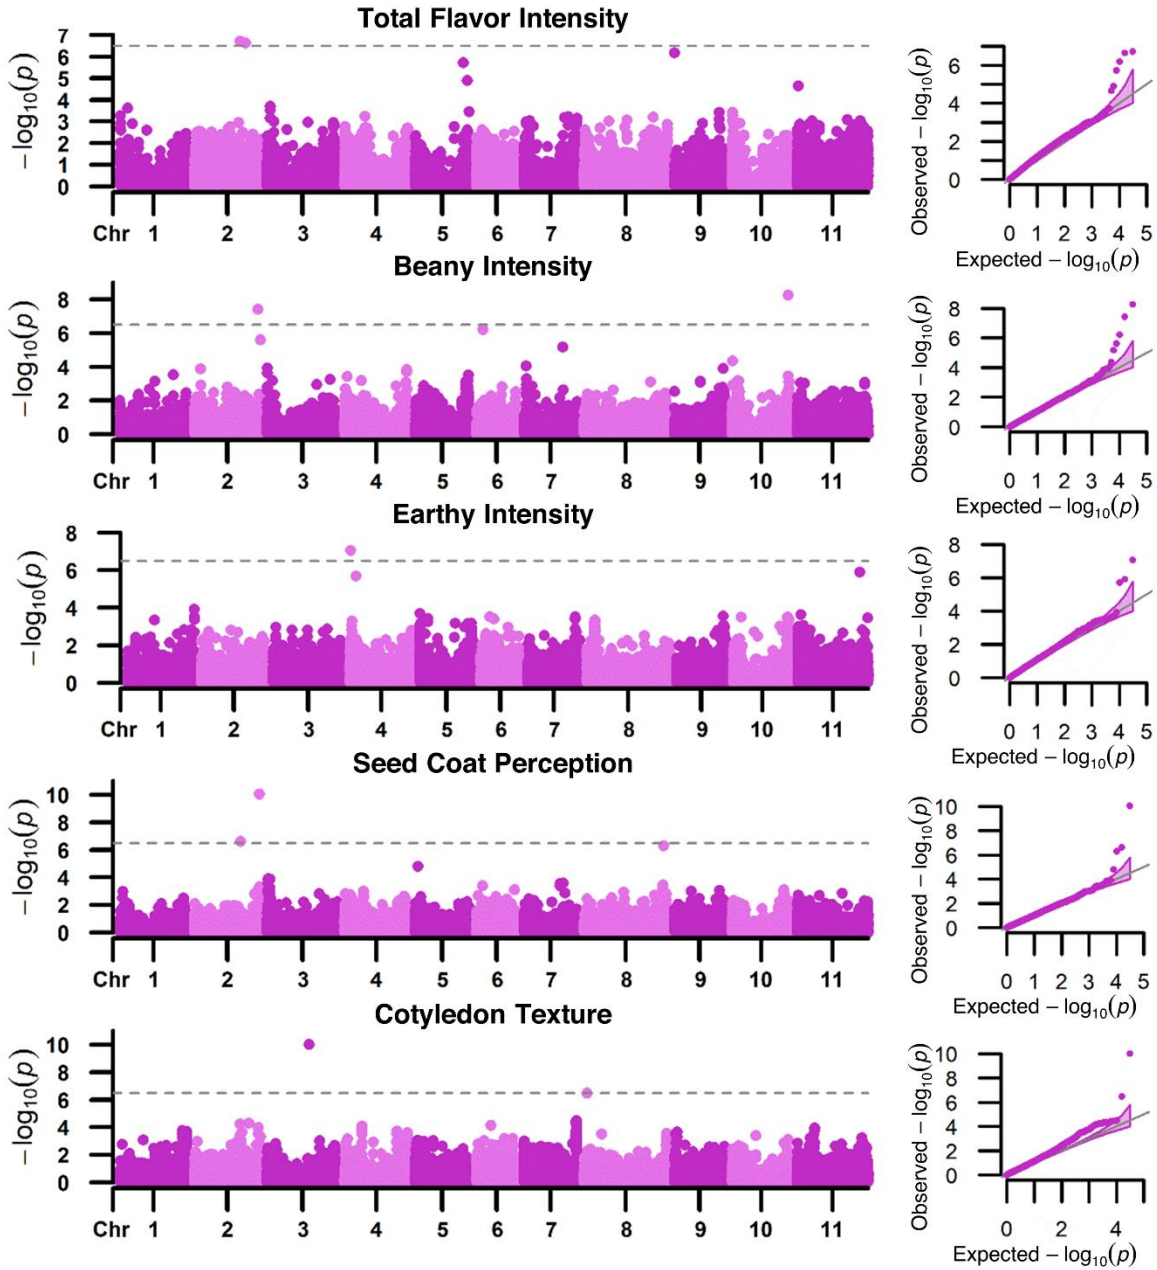 Total Flavor Intensity
−log10(p)
7
6
5
4
3
2
1
0
Chr 1 2 3 4 5 6 7 8 9 10 11
Observed −log10(p)
6
4
2
0
0 1 2 3 4 5
Expected −log10(p)
Beany Intensity
−log10(p)
8
6
4
2
0
Chr 1 2 3 4 5 6 7 8 9 10 11
Observed −log10(p)
8
6
4
2
0
0 1 2 3 4 5
Expected −log10(p)
Earthy Intensity
−log10(p)
8
6
4
2
0
Chr 1 2 3 4 5 6 7 8 9 10 11
Observed −log10(p)
8
6
4
2
0
0 1 2 3 4 5
Expected −log10(p)
Seed Coat Perception
−log10(p)
10
8
6
4
2
0
Chr 1 2 3 4 5 6 7 8 9 10 11
Observed −log10(p)
10
8
6
4
2
0
0 1 2 3 4 5
Expected −log10(p)
Cotyledon Texture
−log10(p)
10
8
6
4
2
0
Chr 1 2 3 4 5 6 7 8 9 10 11
Observed −log10(p)
10
8
6
4
2
0
0 2 4
Expected −log10(p)